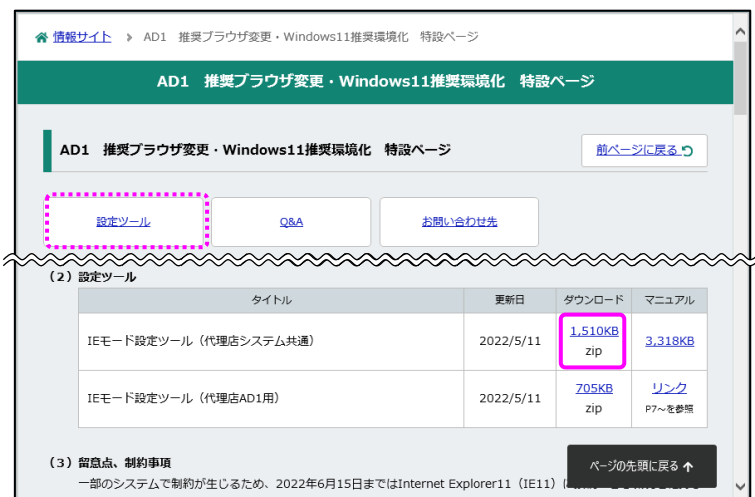 情報サイト > AD1 推奨ブラウザ変更・Windows11推奨環境化 特設ページ
AD1 推奨ブラウザ変更・Windows11推奨環境化 特設ページ
AD1 推奨ブラウザ変更・Windows11推奨環境化 特設ページ
前ページに戻る
設定ツール Q&A お問い合わせ先
(2) 設定ツール
タイトル 更新日 ダウンロード マニュアル
IEモード設定ツール（代理店システム共通） 2022/5/11 1,510KB zip 3,318KB
IEモード設定ツール（代理店AD1用） 2022/5/11 705KB zip リンク P7～を参照
(3) 留意点、制約事項
ページの先頭に戻る
一部のシステムで制約が生じるため、2022年6月15日まではInternet Explorer11（IE11）